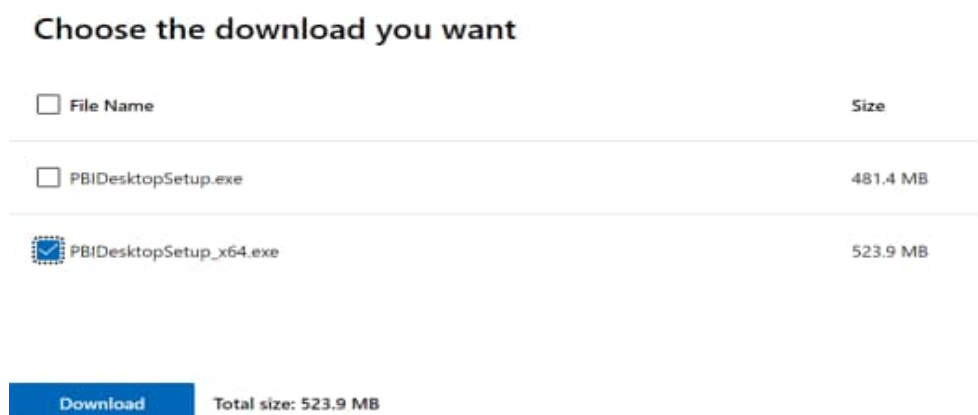 Choose the download you want
File Name Size
PBIDesktopSetup.exe 481.4 MB
PBIDesktopSetup_x64.exe 523.9 MB
Download Total size: 523.9 MB